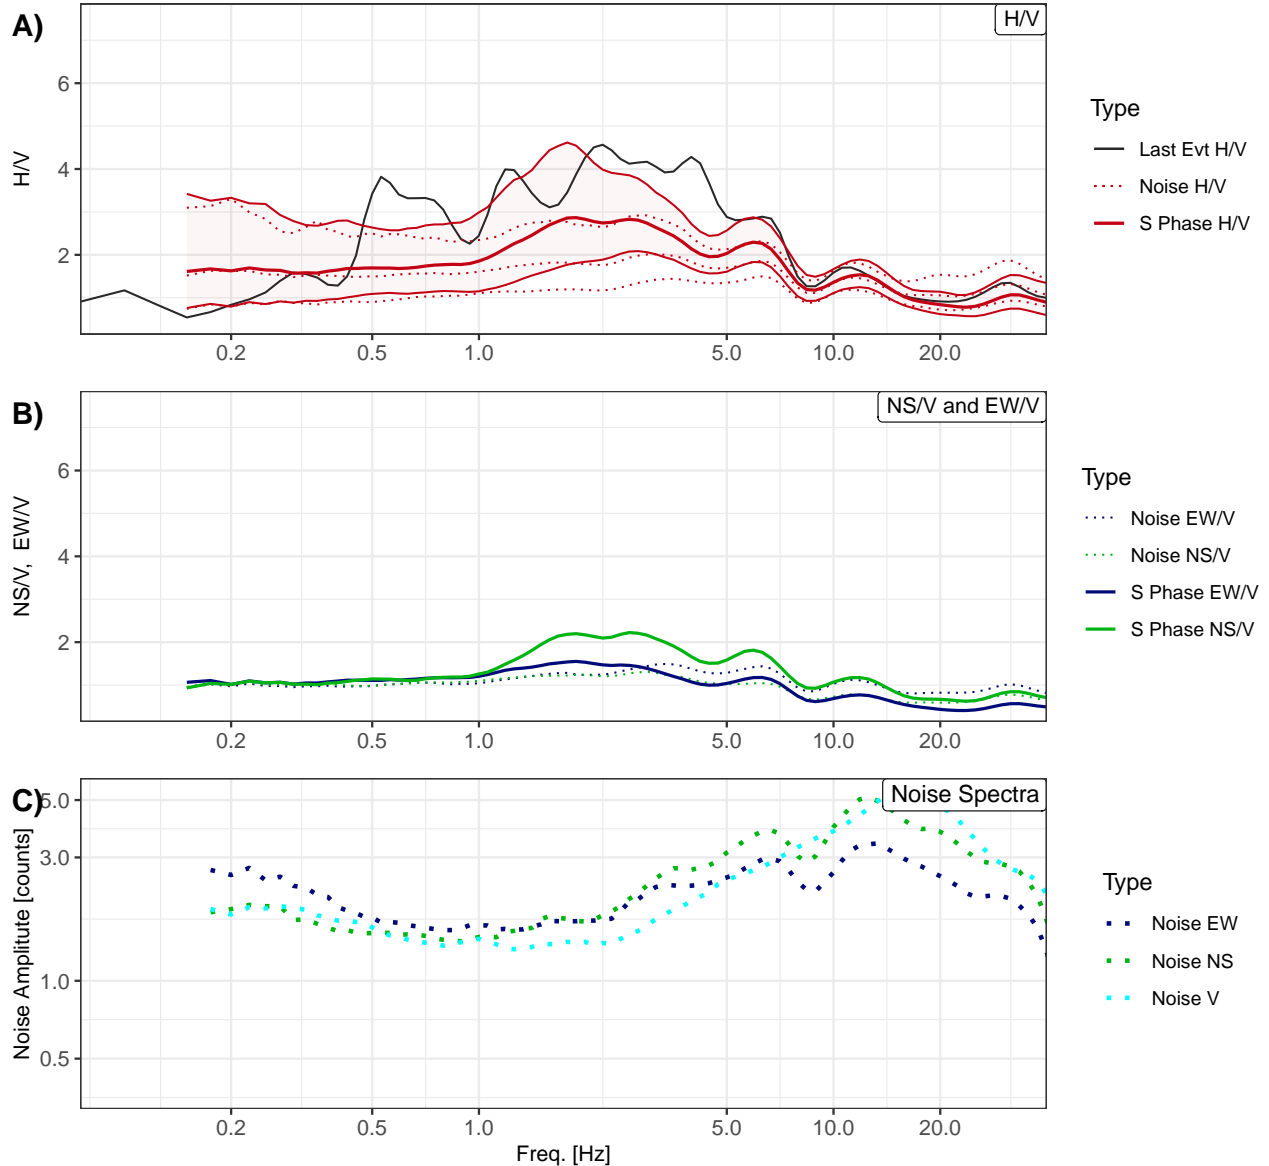 A)
H/V
H/V
6
4
2
0.2
0.5
1.0
5.0
10.0
20.0
Type
Last Evt H/V
Noise H/V
S Phase H/V
B)
NS/V and EW/V
NS/V, EW/V
6
4
2
0.2
0.5
1.0
5.0
10.0
20.0
Type
Noise EW/V
Noise NS/V
S Phase EW/V
S Phase NS/V
C)
Noise Spectra
Noise Amplitute [counts]
5.0
3.0
1.0
0.5
0.2
0.5
1.0
5.0
10.0
20.0
Freq. [Hz]
Type
Noise EW
Noise NS
Noise V